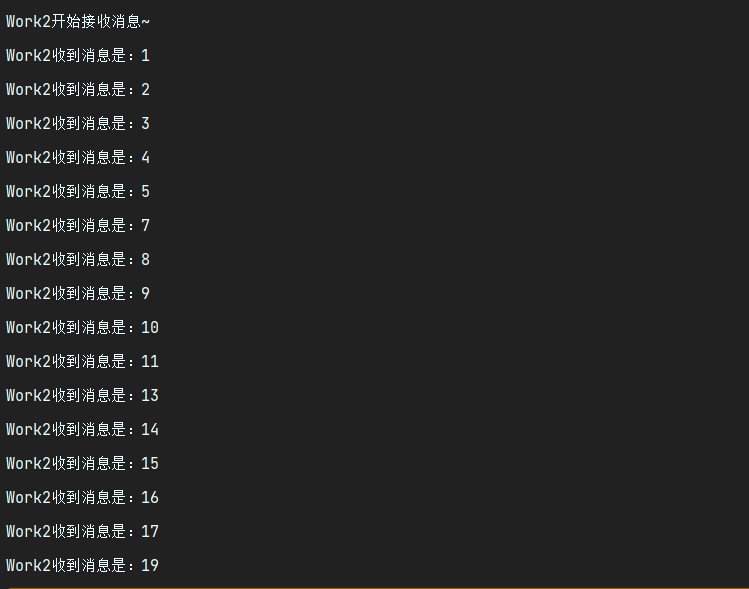 Work2开始接收消息~
Work2收到消息是：1
Work2收到消息是：2
Work2收到消息是：3
Work2收到消息是：4
Work2收到消息是：5
Work2收到消息是：7
Work2收到消息是：8
Work2收到消息是：9
Work2收到消息是：10
Work2收到消息是：11
Work2收到消息是：13
Work2收到消息是：14
Work2收到消息是：15
Work2收到消息是：16
Work2收到消息是：17
Work2收到消息是：19